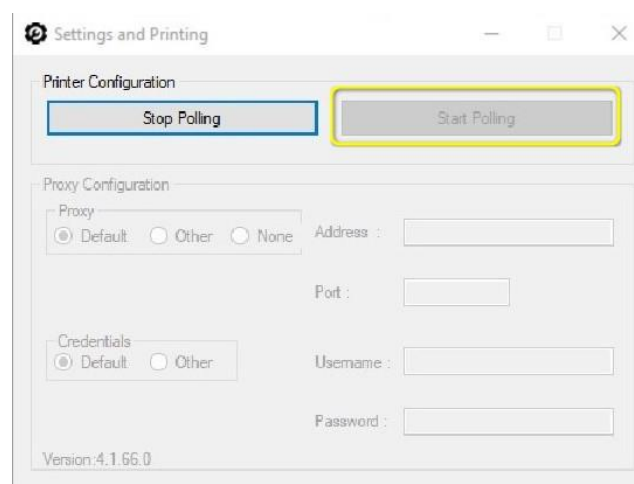 Settings and Printing
Printer Configuration
Stop Polling Start Polling
Proxy Configuration
Proxy
Default Other None Address :
Port :
Credentials
Default Other Username :
Password :
Version:4.1.66.0